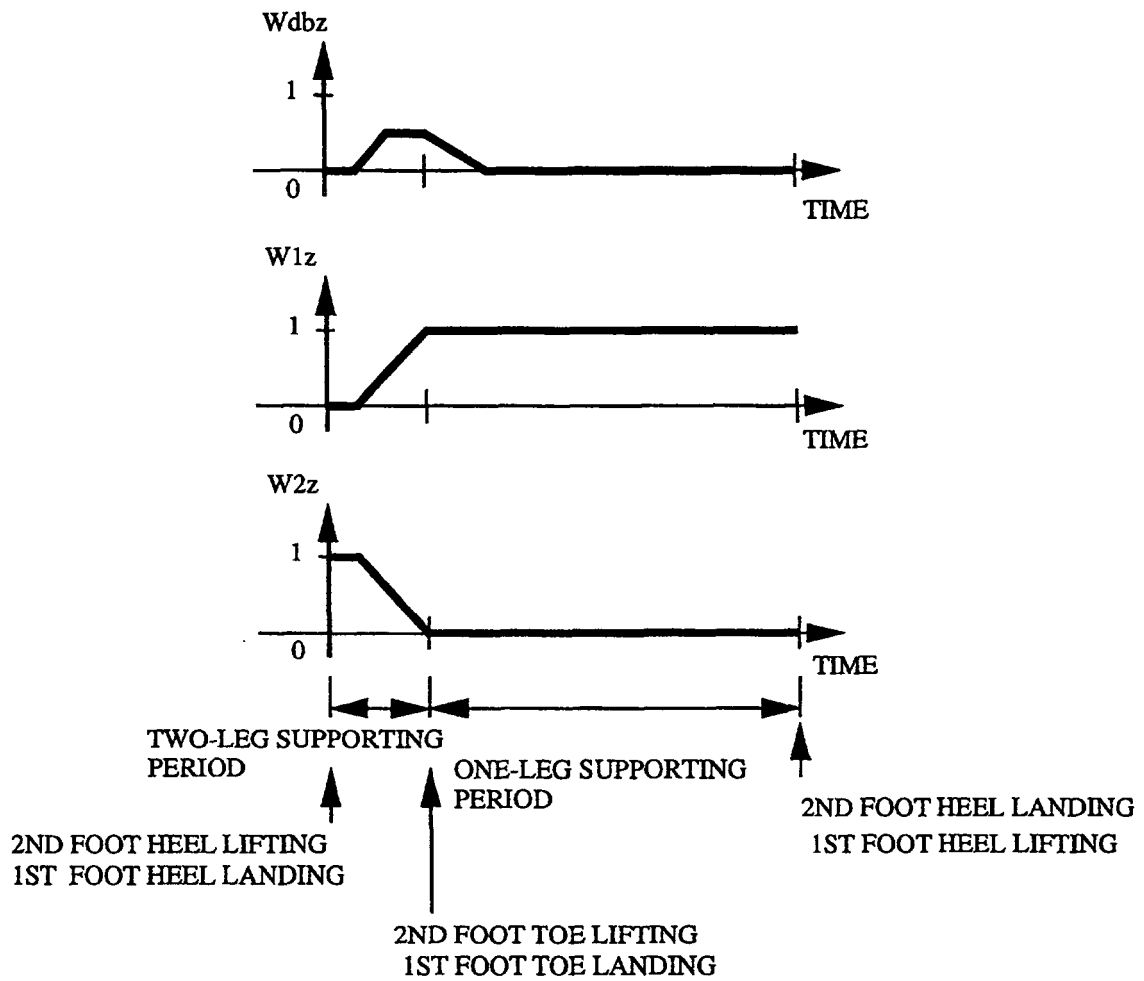 Wdbz
1
0
TIME
W1z
1
0
TIME
W2z
1
0
TIME
TWO-LEG SUPPORTING
PERIOD
ONE-LEG SUPPORTING
PERIOD
2ND FOOT HEEL LANDING
1ST FOOT HEEL LIFTING
2ND FOOT HEEL LIFTING
1ST FOOT HEEL LANDING
2ND FOOT TOE LIFTING
1ST FOOT TOE LANDING